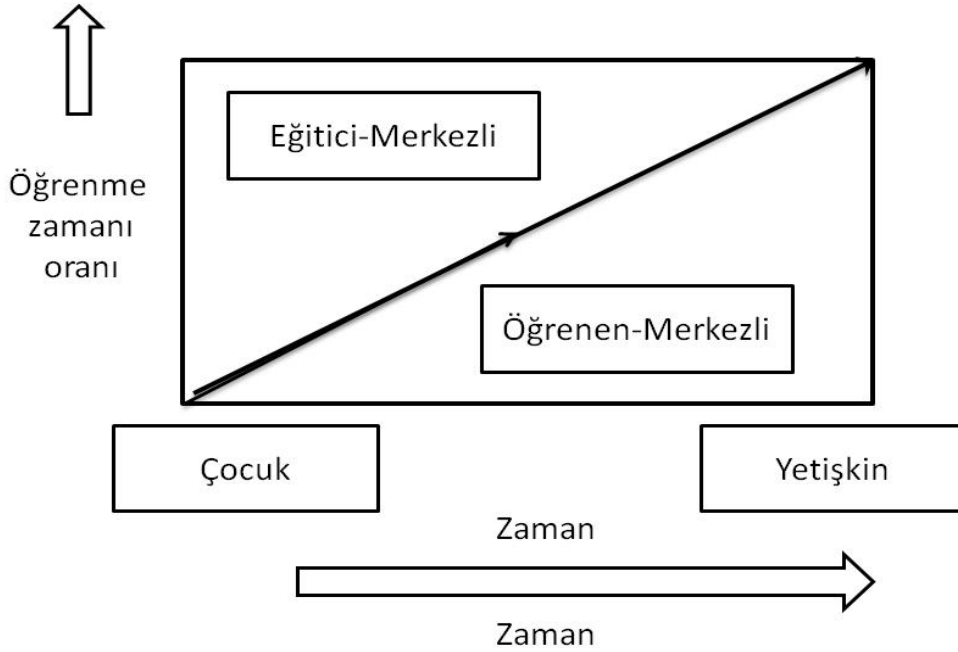 Eğitici-Merkezli
Öğrenme
zamanı
oranı
Öğrenen-Merkezli
Çocuk
Yetişkin
Zaman
Zaman